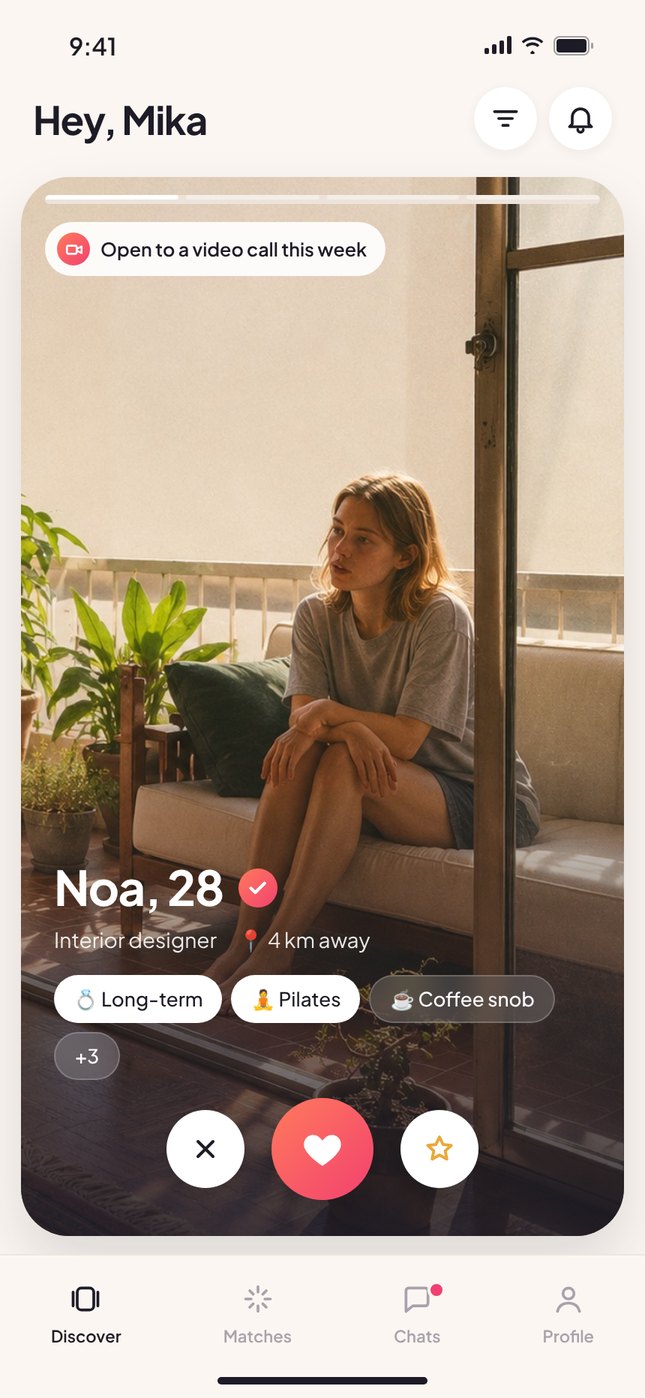 9:41
Hey, Mika
Open to a video call this week
Noa, 28
Interior designer 📍 4 km away
💍 Long-term 🧘 Pilates ☕ Coffee snob
+3
Discover Matches Chats Profile